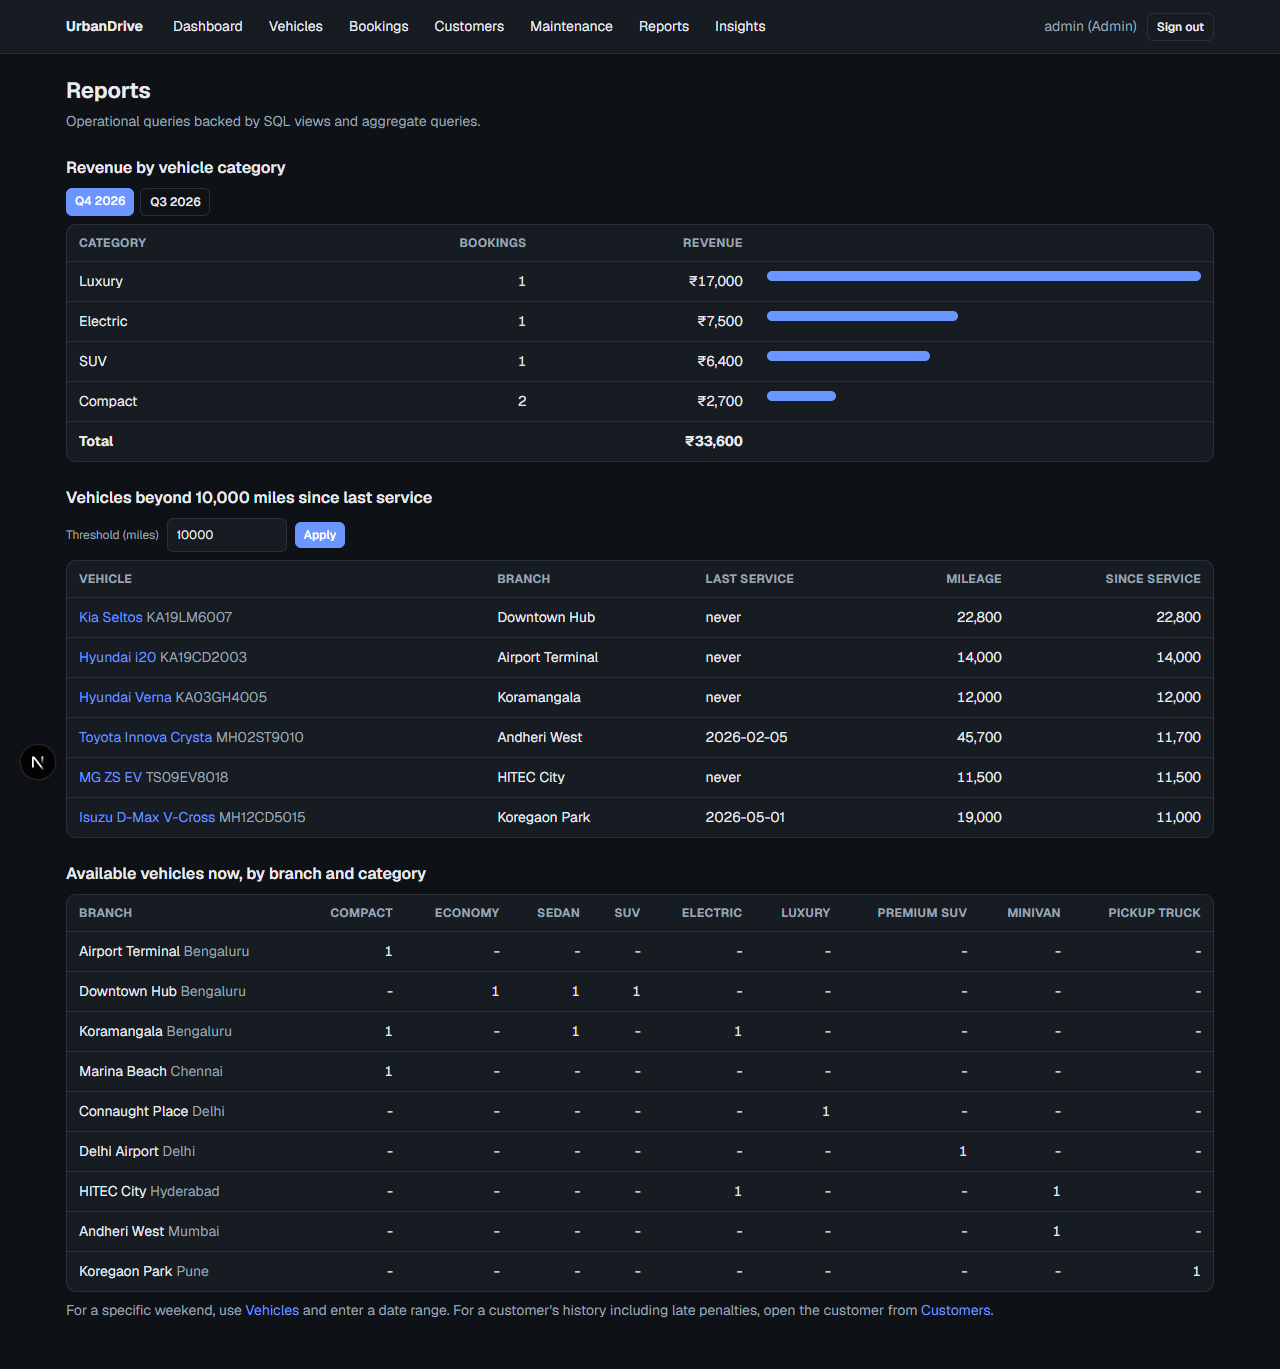 UrbanDrive Dashboard Vehicles Bookings Customers Maintenance Reports Insights admin (Admin) Sign out
Reports
Operational queries backed by SQL views and aggregate queries.
Revenue by vehicle category
Q4 2026 Q3 2026
CATEGORY BOOKINGS REVENUE
Luxury 1 ₹17,000
Electric 1 ₹7,500
SUV 1 ₹6,400
Compact 2 ₹2,700
Total ₹33,600
Vehicles beyond 10,000 miles since last service
Threshold (miles) 10000 Apply
VEHICLE BRANCH LAST SERVICE MILEAGE SINCE SERVICE
Kia Seltos KA19LM6007 Downtown Hub never 22,800 22,800
Hyundai i20 KA19CD2003 Airport Terminal never 14,000 14,000
Hyundai Verna KA03GH4005 Koramangala never 12,000 12,000
Toyota Innova Crysta MH02ST9010 Andheri West 2026-02-05 45,700 11,700
MG ZS EV TS09EV8018 HITEC City never 11,500 11,500
Isuzu D-Max V-Cross MH12CD5015 Koregaon Park 2026-05-01 19,000 11,000
N
Available vehicles now, by branch and category
BRANCH COMPACT ECONOMY SEDAN SUV ELECTRIC LUXURY PREMIUM SUV MINIVAN PICKUP TRUCK
Airport Terminal Bengaluru 1 - - - - - - - -
Downtown Hub Bengaluru - 1 1 1 - - - - -
Koramangala Bengaluru 1 - 1 - 1 - - - -
Marina Beach Chennai 1 - - - - - - - -
Connaught Place Delhi - - - - - 1 - - -
Delhi Airport Delhi - - - - - - 1 - -
HITEC City Hyderabad - - - - 1 - - 1 -
Andheri West Mumbai - - - - - - - 1 -
Koregaon Park Pune - - - - - - - - 1
For a specific weekend, use Vehicles and enter a date range. For a customer's history including late penalties, open the customer from Customers.